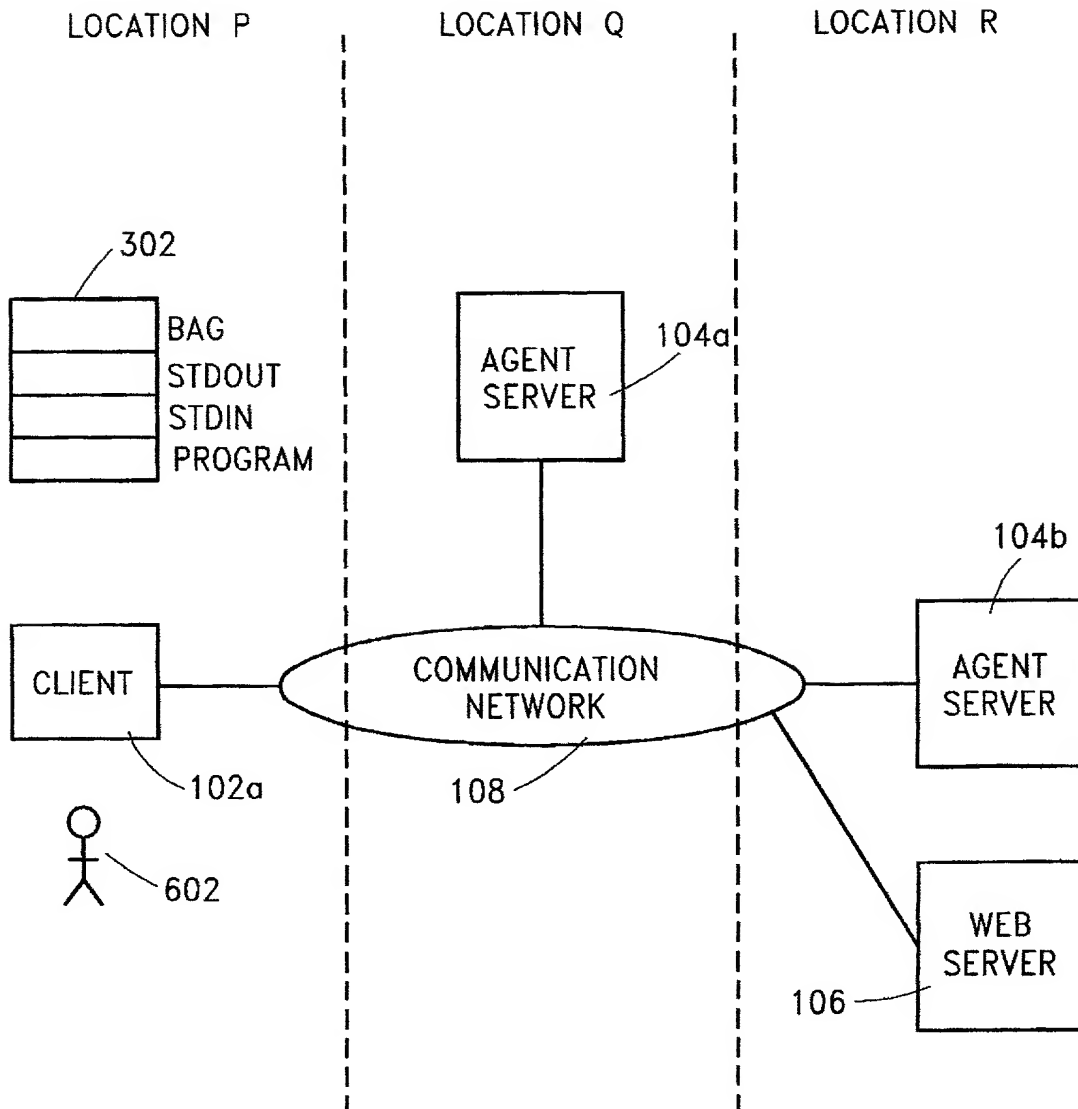 LOCATION P
LOCATION Q
LOCATION R
302
BAG
STDOUT
STDIN
PROGRAM
AGENT
SERVER
104a
104b
CLIENT
102a
COMMUNICATION
NETWORK
108
AGENT
SERVER
602
WEB
SERVER
106